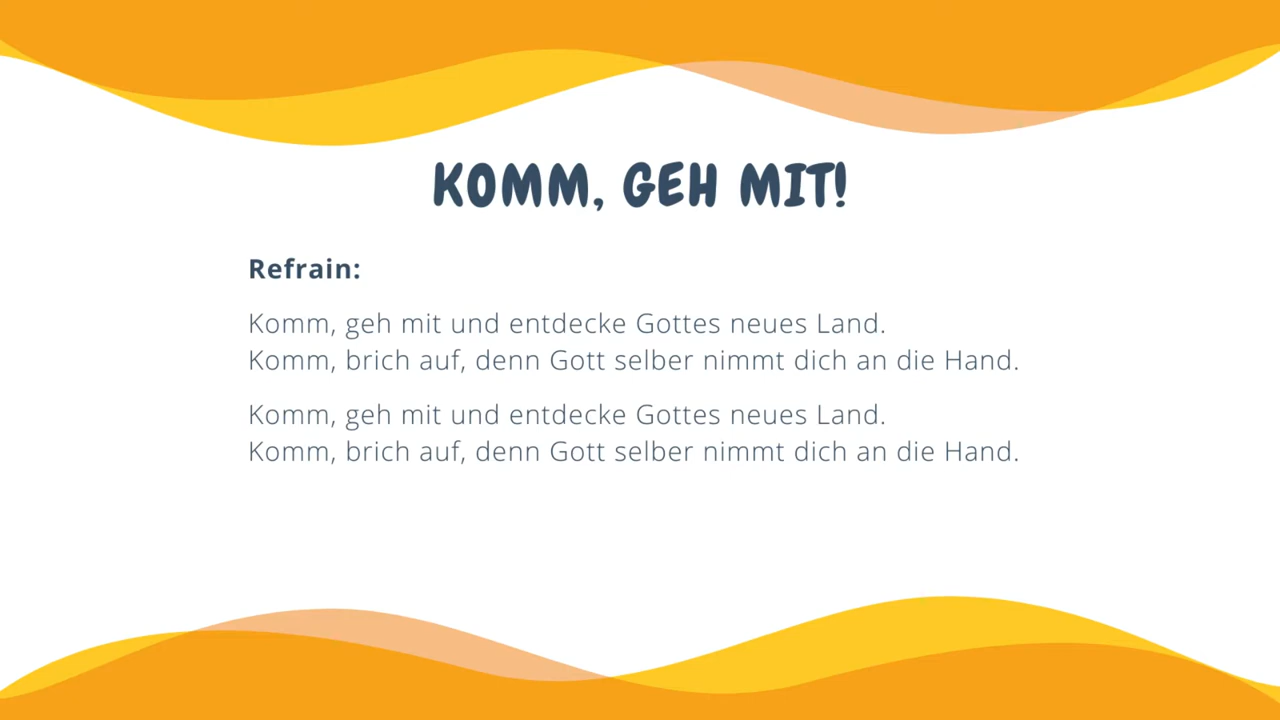 KOMM, GEH MIT!
Refrain:
Komm, geh mit und entdecke Gottes neues Land.
Komm, brich auf, denn Gott selber nimmt dich an die Hand.
Komm, geh mit und entdecke Gottes neues Land.
Komm, brich auf, denn Gott selber nimmt dich an die Hand.